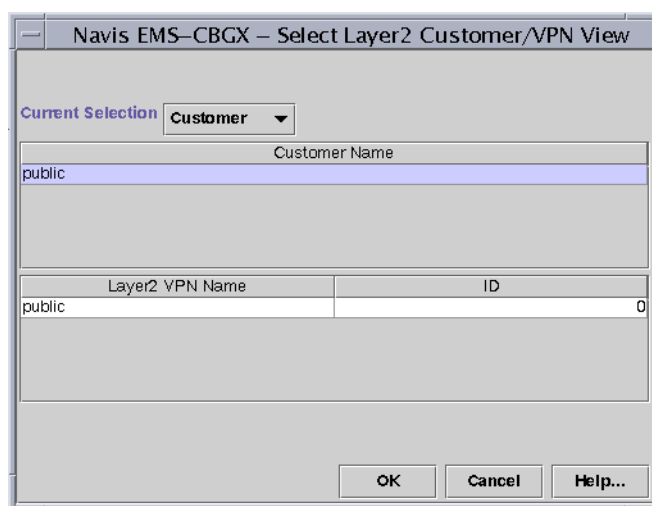 Navis EMS–CBGX – Select Layer2 Customer/VPN View
Current Selection Customer
Customer Name
public
Layer2 VPN Name ID
public 0
OK Cancel Help...